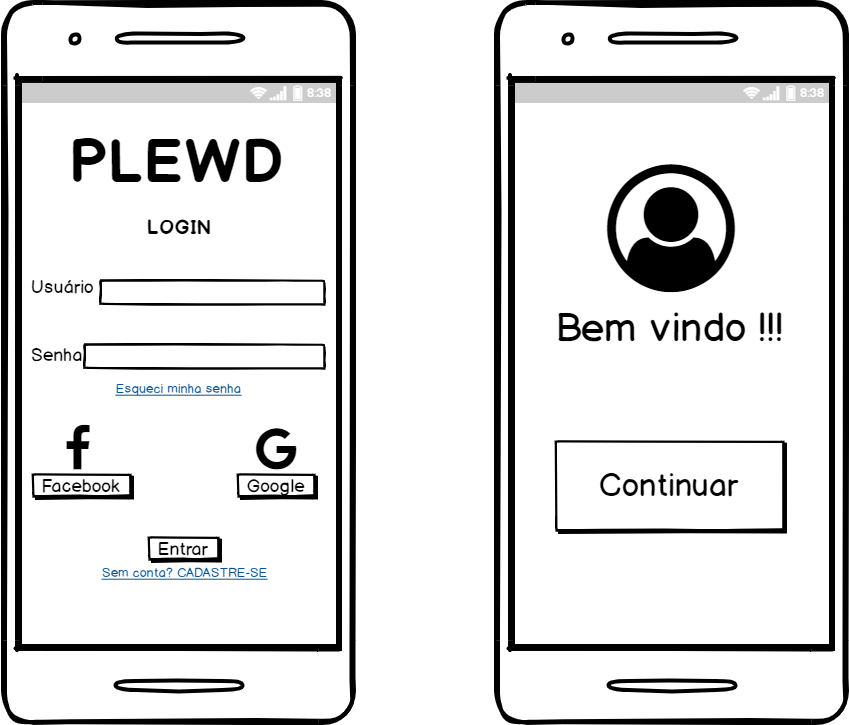 8:38
PLEWD
LOGIN
Usuário
Senha
Esqueci minha senha
Facebook
Google
Entrar
Sem conta? CADASTRE-SE
8:38
Bem vindo !!!
Continuar